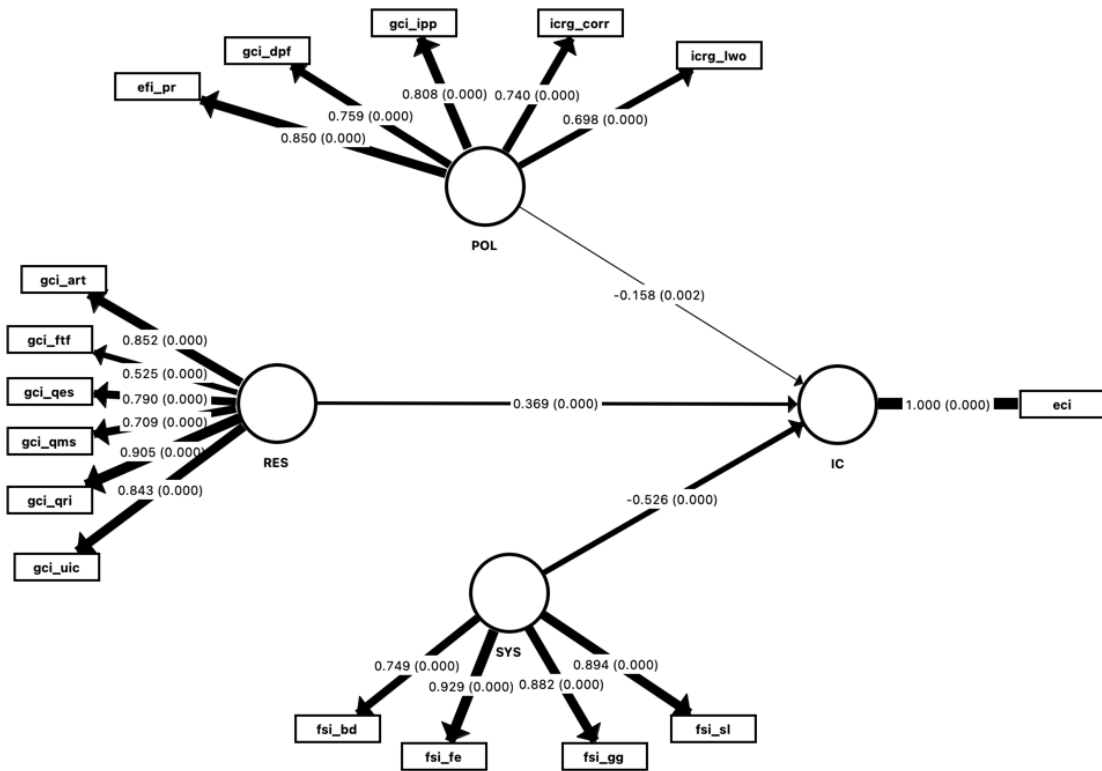 gci_ipp
icrg_corr
gci_dpf
icrg_lwo
efi_pr
0.808 (0.000)
0.740 (0.000)
0.759 (0.000)
0.698 (0.000)
0.850 (0.000)
POL
gci_art
-0.158 (0.002)
gci_ftf
0.852 (0.000)
0.525 (0.000)
gci_qes
0.790 (0.000)
0.369 (0.000)
1.000 (0.000)
eci
0.709 (0.000)
gci_qms
0.905 (0.000)
RES
IC
0.843 (0.000)
gci_qri
-0.526 (0.000)
gci_uic
SYS
0.749 (0.000)
0.894 (0.000)
0.929 (0.000)
0.882 (0.000)
fsi_bd
fsi_sl
fsi_fe
fsi_gg